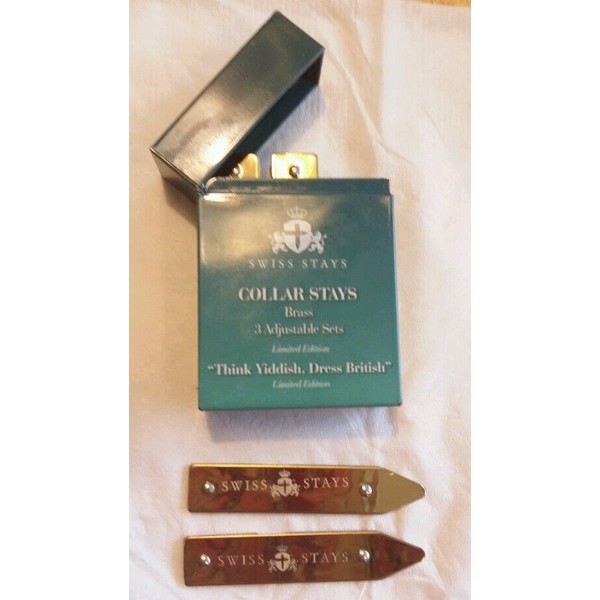 SWISS STAYS
COLLAR STAYS
Brass
3 Adjustable Sets
Limited Edition
“Think Yiddish, Dress British”
Limited Edition
SWISS STAYS
SWISS STAYS